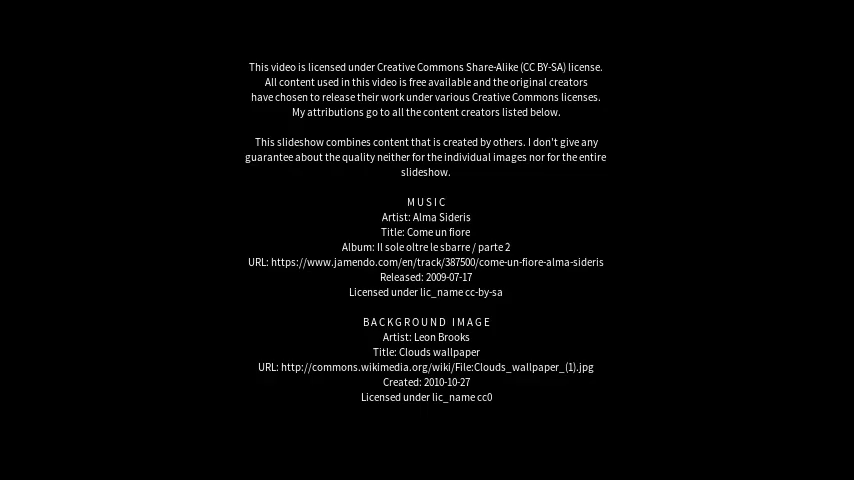 This video is licensed under Creative Commons Share-Alike (CC BY-SA) license.
All content used in this video is free available and the original creators
have chosen to release their work under various Creative Commons licenses.
My attributions go to all the content creators listed below.
This slideshow combines content that is created by others. I don't give any
guarantee about the quality neither for the individual images nor for the entire
slideshow.
MUSIC
Artist: Alma Sideris
Title: Come un fiore
Album: Il sole oltre le sbarre / parte 2
URL: https://www.jamendo.com/en/track/387500/come-un-fiore-alma-sideris
Released: 2009-07-17
Licensed under lic_name cc-by-sa
BACKGROUND IMAGE
Artist: Leon Brooks
Title: Clouds wallpaper
URL: http://commons.wikimedia.org/wiki/File:Clouds_wallpaper_(1).jpg
Created: 2010-10-27
Licensed under lic_name cc0